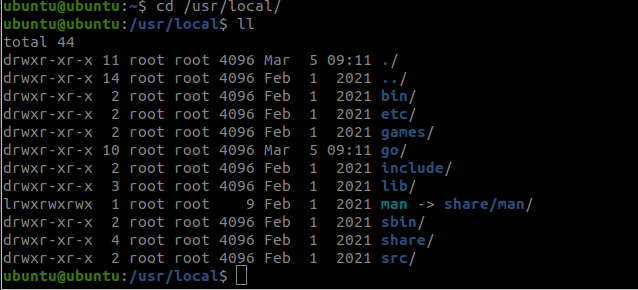 ubuntu@ubuntu:~$ cd /usr/local/
ubuntu@ubuntu:/usr/local$ ll
total 44
drwxr-xr-x 11 root root 4096 Mar  5 09:11 ./
drwxr-xr-x 14 root root 4096 Feb  1  2021 ../
drwxr-xr-x  2 root root 4096 Feb  1  2021 bin/
drwxr-xr-x  2 root root 4096 Feb  1  2021 etc/
drwxr-xr-x  2 root root 4096 Feb  1  2021 games/
drwxr-xr-x 10 root root 4096 Mar  5 09:11 go/
drwxr-xr-x  2 root root 4096 Feb  1  2021 include/
drwxr-xr-x  3 root root 4096 Feb  1  2021 lib/
lrwxrwxrwx  1 root root    9 Feb  1  2021 man -> share/man/
drwxr-xr-x  2 root root 4096 Feb  1  2021 sbin/
drwxr-xr-x  4 root root 4096 Feb  1  2021 share/
drwxr-xr-x  2 root root 4096 Feb  1  2021 src/
ubuntu@ubuntu:/usr/local$